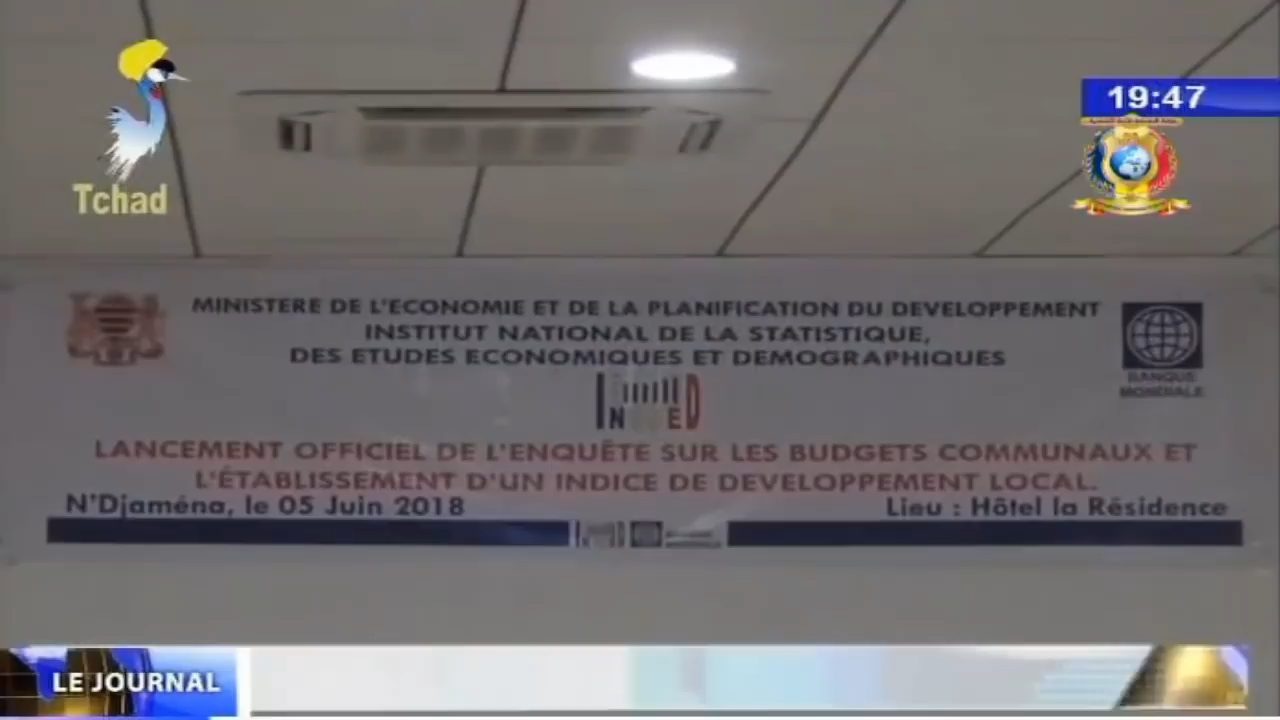 19:47
Tchad
MINISTERE DE L'ECONOMIE ET DE LA PLANIFICATION DU DEVELOPPEMENT
INSTITUT NATIONAL DE LA STATISTIQUE,
DES ETUDES ECONOMIQUES ET DEMOGRAPHIQUES
BANQUE
MONDIALE
LANCEMENT OFFICIEL DE L'ENQUÊTE SUR LES BUDGETS COMMUNAUX ET
L'ÉTABLISSEMENT D'UN INDICE DE DEVELOPPEMENT LOCAL.
N'Djaména, le 05 Juin 2018
Lieu : Hôtel la Résidence
LE JOURNAL